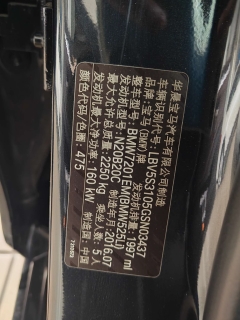 华晨宝马汽车有限公司制造
车辆识别代号: LBV5S3105GSN03437
品牌: 宝马 (BMW) 制造国: 中国
整车型号: BMW7201EM(BMW525Li)
发动机型号: N20B20C 制造年月: 2016.07
最大允许总质量: 2250 kg 乘坐人数: 5人
发动机最大净功率: 160 kW
发动机排量: 1997 ml
颜色代码/色圈: 475